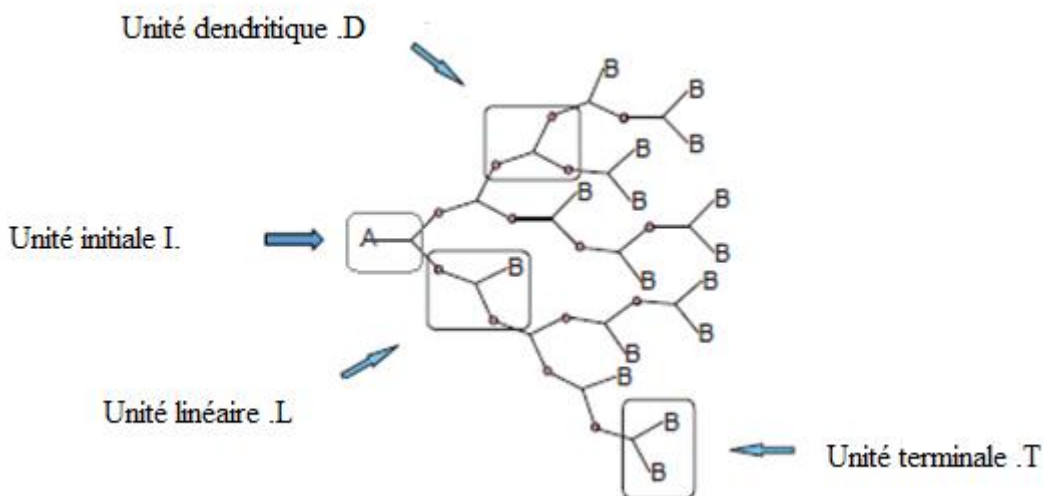 Unité dendritique .D
B
B
B
B
B
B
B
Unité initiale I.
A
B
B
B
B
B
B
B
B
Unité linéaire .L
B
B
Unité terminale .T